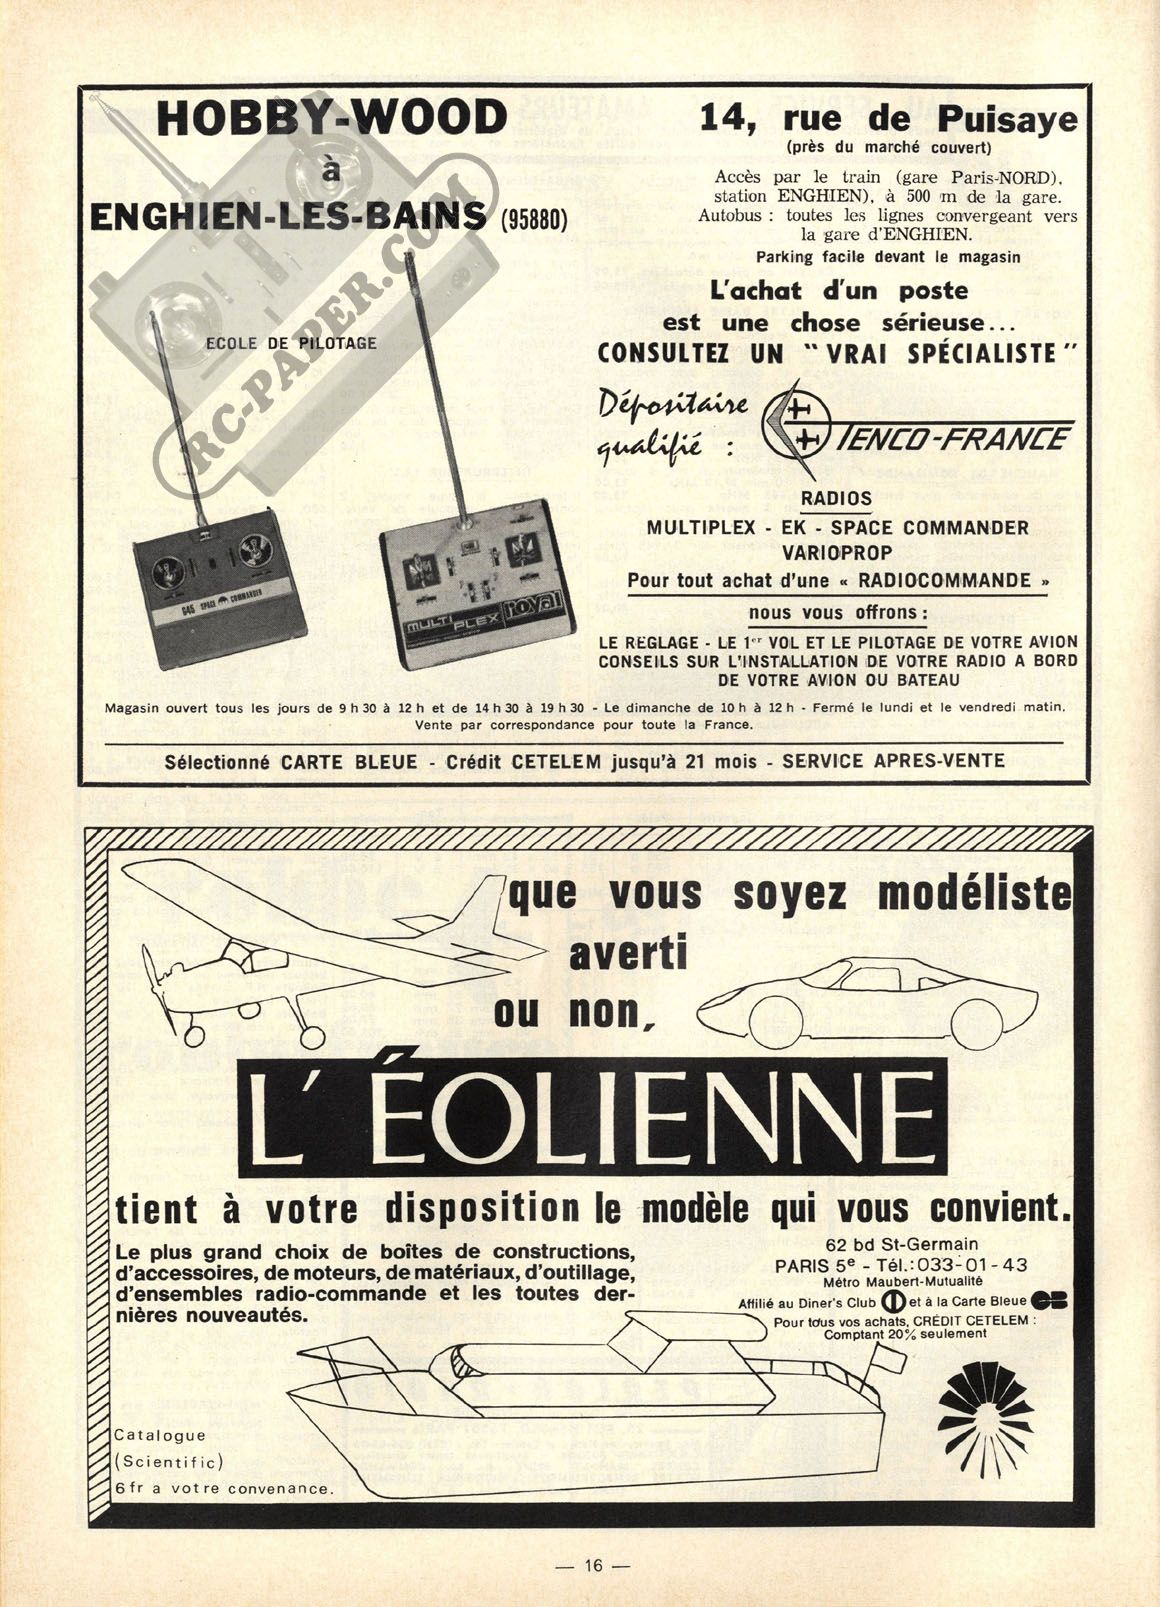 HOBBY-WOOD
à
ENGHIEN-LES-BAINS (95880)
ECOLE DE PILOTAGE
RC-PAPER.COM
G45 SPACE COMMANDER
MULTI PLEX royal
14, rue de Puisaye
(près du marché couvert)
Accès par le train (gare Paris-NORD),
station ENGHIEN), à 500 m de la gare.
Autobus : toutes les lignes convergeant vers
la gare d'ENGHIEN.
Parking facile devant le magasin
L'achat d'un poste
est une chose sérieuse...
CONSULTEZ UN "VRAI SPÉCIALISTE"
Dépositaire
qualifié :
TENCO-FRANCE
RADIOS
MULTIPLEX - EK - SPACE COMMANDER
VARIOPROP
Pour tout achat d'une « RADIOCOMMANDE »
nous vous offrons :
LE REGLAGE - LE 1er VOL ET LE PILOTAGE DE VOTRE AVION
CONSEILS SUR L'INSTALLATION DE VOTRE RADIO A BORD
DE VOTRE AVION OU BATEAU
Magasin ouvert tous les jours de 9 h 30 à 12 h et de 14 h 30 à 19 h 30 - Le dimanche de 10 h à 12 h - Fermé le lundi et le vendredi matin.
Vente par correspondance pour toute la France.
Sélectionné CARTE BLEUE - Crédit CETELEM jusqu'à 21 mois - SERVICE APRES-VENTE
que vous soyez modéliste
averti
ou non,
L'ÉOLIENNE
tient à votre disposition le modèle qui vous convient.
Le plus grand choix de boîtes de constructions,
d'accessoires, de moteurs, de matériaux, d'outillage,
d'ensembles radio-commande et les toutes der-
nières nouveautés.
62 bd St-Germain
PARIS 5e - Tél.: 033-01-43
Métro Maubert-Mutualité
Affilié au Diner's Club et à la Carte Bleue CB
Pour tous vos achats, CRÉDIT CETELEM :
Comptant 20% seulement
Catalogue
(Scientific)
6 fr a votre convenance.
— 16 —